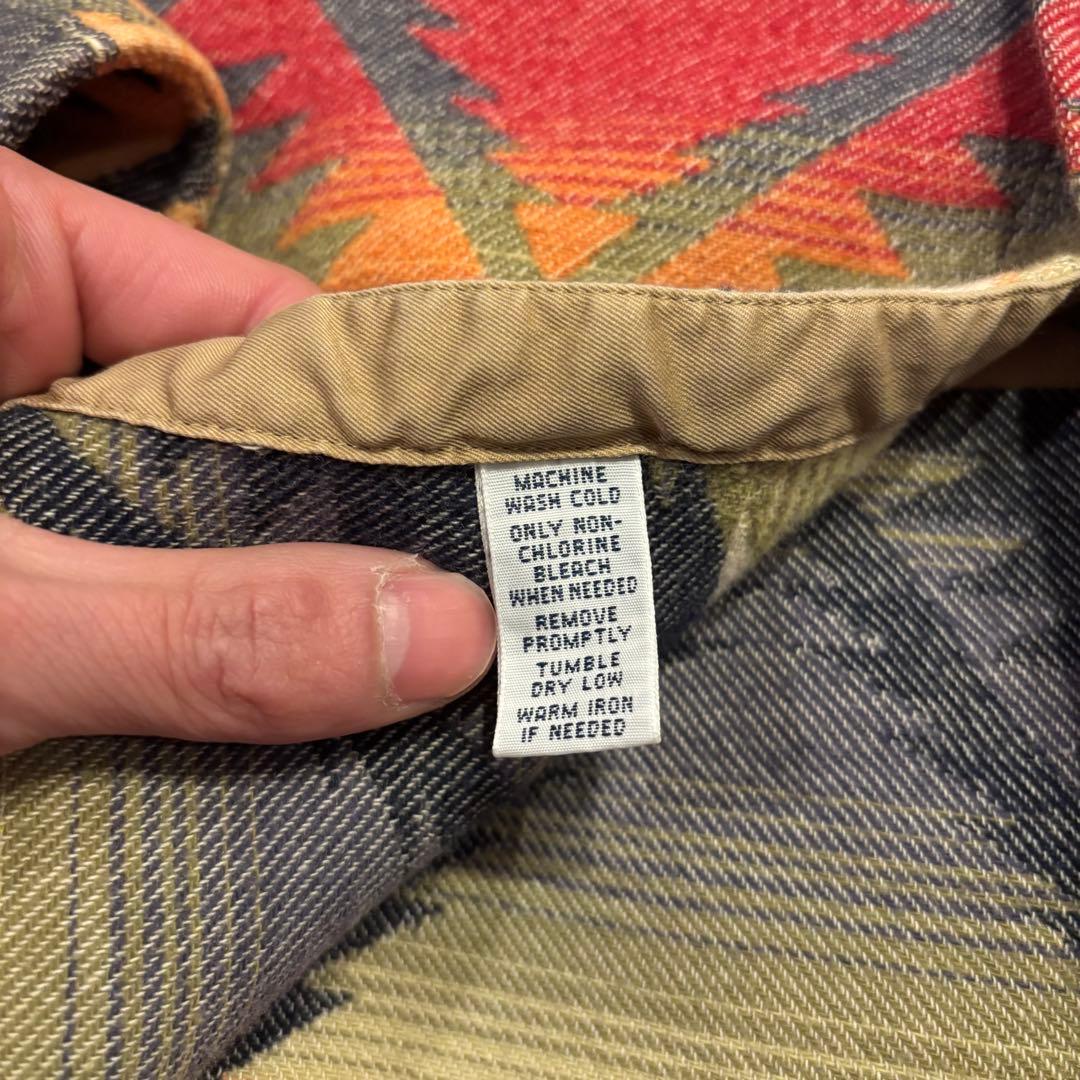 MACHINE
WASH COLD
ONLY NON-
CHLORINE
BLEACH
WHEN NEEDED
REMOVE
PROMPTLY
TUMBLE
DRY LOW
WARM IRON
IF NEEDED